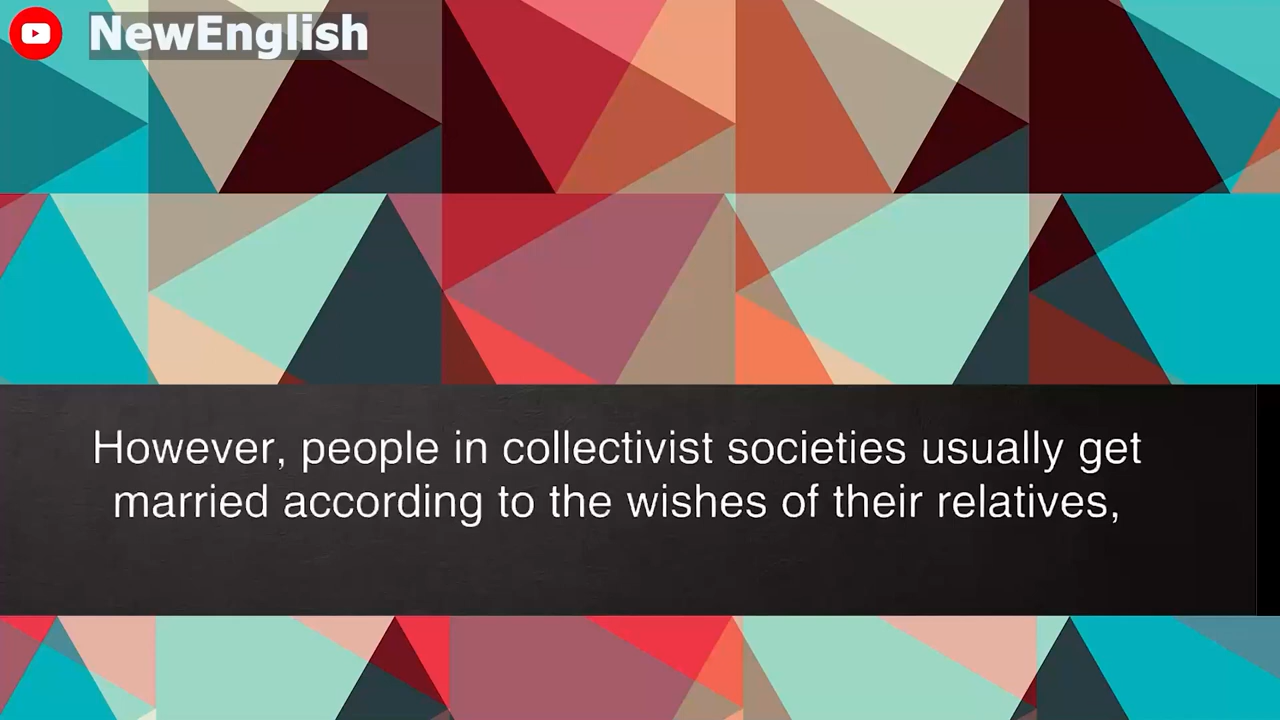 NewEnglish
However, people in collectivist societies usually get
married according to the wishes of their relatives,